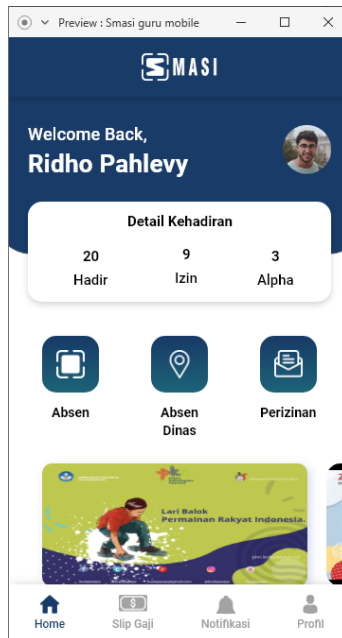 Preview : Smasi guru mobile
SMASI
Welcome Back,
Ridho Pahlevy
Detail Kehadiran
20 9 3
Hadir Izin Alpha
Absen Absen Dinas Perizinan
Lari Balok
Permainan Rakyat Indonesia.
Home Slip Gaji Notifikasi Profil